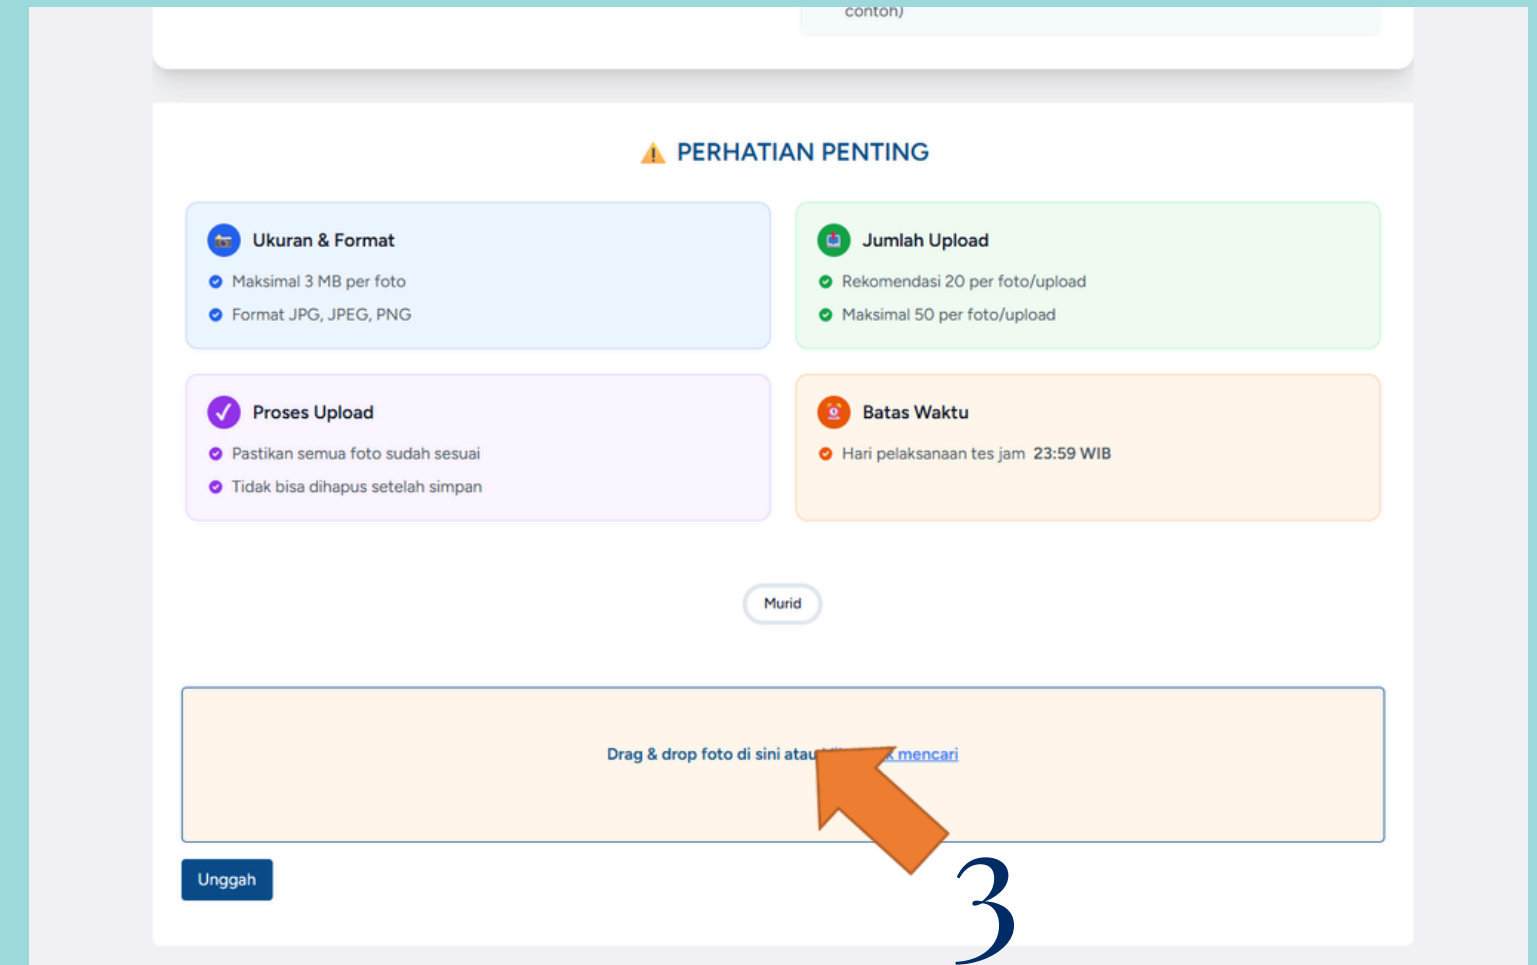 contoh)
PERHATIAN PENTING
Ukuran & Format
Maksimal 3 MB per foto
Format JPG, JPEG, PNG
Jumlah Upload
Rekomendasi 20 per foto/upload
Maksimal 50 per foto/upload
Proses Upload
Pastikan semua foto sudah sesuai
Tidak bisa dihapus setelah simpan
Batas Waktu
Hari pelaksanaan tes jam 23:59 WIB
Murid
Drag & drop foto di sini atau mencari
Unggah
3